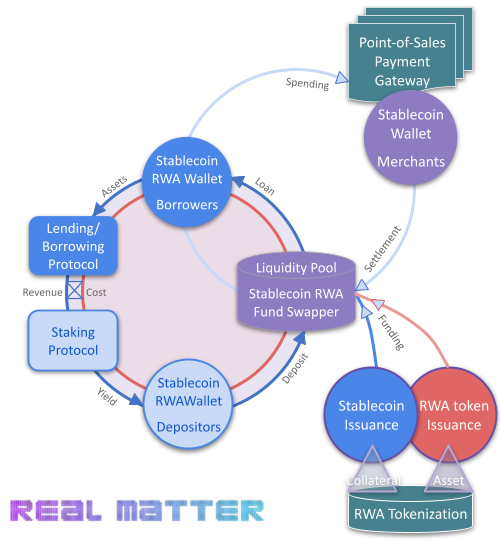 Point-of-Sales
Payment
Gateway
Spending
Stablecoin
Wallet
Merchants
Stablecoin
RWA Wallet
Borrowers
Assets
Loan
Lending/
Borrowing
Protocol
Settlement
Liquidity Pool
Stablecoin RWA
Fund Swapper
Revenue
Cost
Funding
Staking
Protocol
Deposit
Yield
Stablecoin
RWAWallet
Depositors
Stablecoin
Issuance
RWA token
Issuance
Collateral
Asset
RWA Tokenization
REAL MATTER